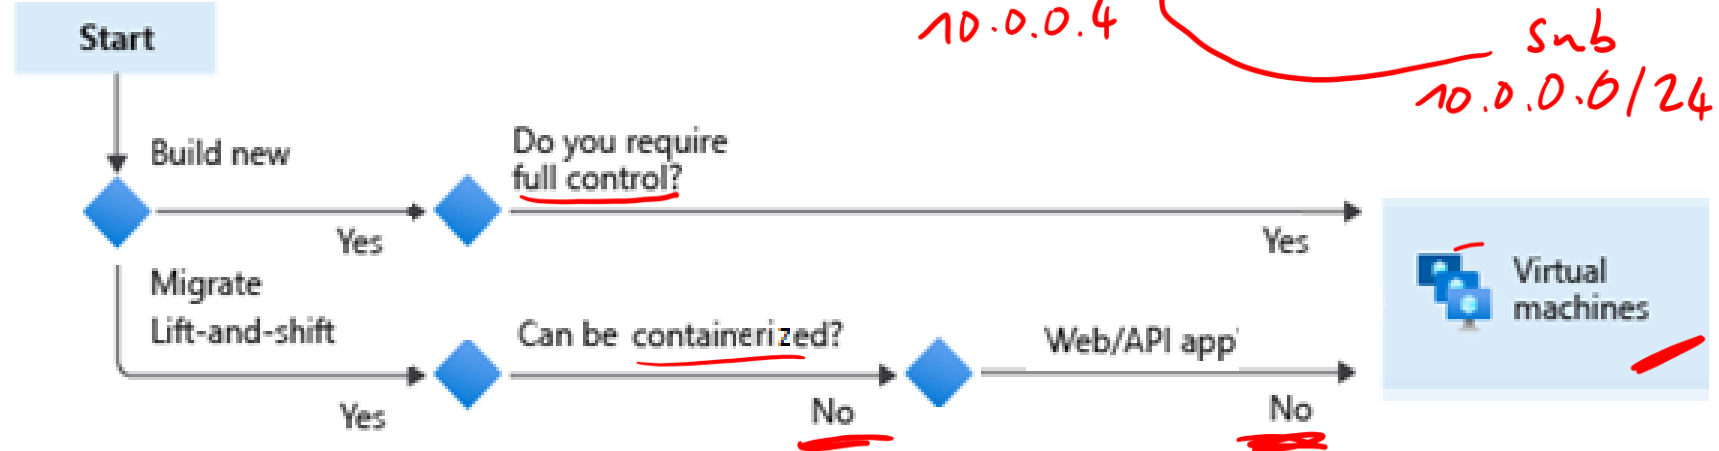 Start
10.0.0.4
sub
10.0.0.0/24
Build new
Do you require
full control?
Yes
Yes
Migrate
Lift-and-shift
Can be containerized?
Web/API app
Virtual
machines
Yes
No
No